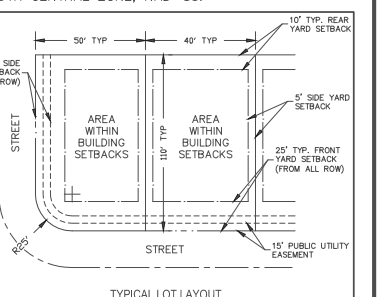 50' TYP
40' TYP
10' TYP. REAR
YARD SETBACK
SIDE
BACK
ROW)
STREET
AREA
WITHIN
BUILDING
SETBACKS
110' TYP
AREA
WITHIN
BUILDING
SETBACKS
5' SIDE YARD
SETBACK
25' TYP. FRONT
YARD SETBACK
(FROM ALL ROW)
R25'
STREET
15' PUBLIC UTILITY
EASEMENT
TYPICAL LOT LAYOUT